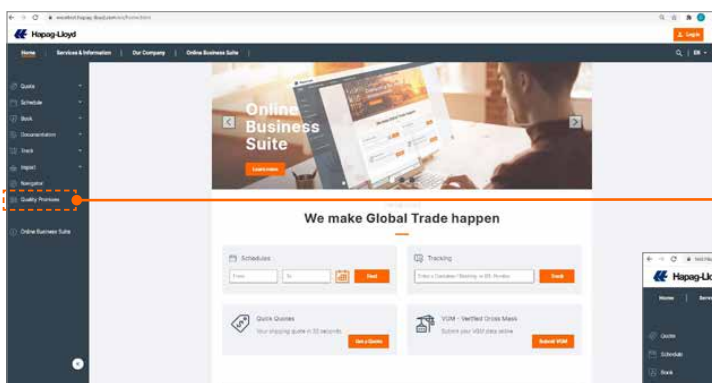 Hapag-Lloyd
Log in
Home | Services & Information | Our Company | Online Business Suite
EN
Quote
Schedule
Book
Documentation
Track
Import
Navigator
Quality Promises
Online Business Suite
Online
Business
Suite
Learn more
We make Global Trade happen
Schedules
From
To
Find
Tracking
Track
Quick Quotes
Your shipping quote in 30 seconds
Get a Quote
VGM - Verified Gross Mass
Submit your VGM data online
Submit VGM
Hapag-Llo
Home
Quote
Schedule
Book